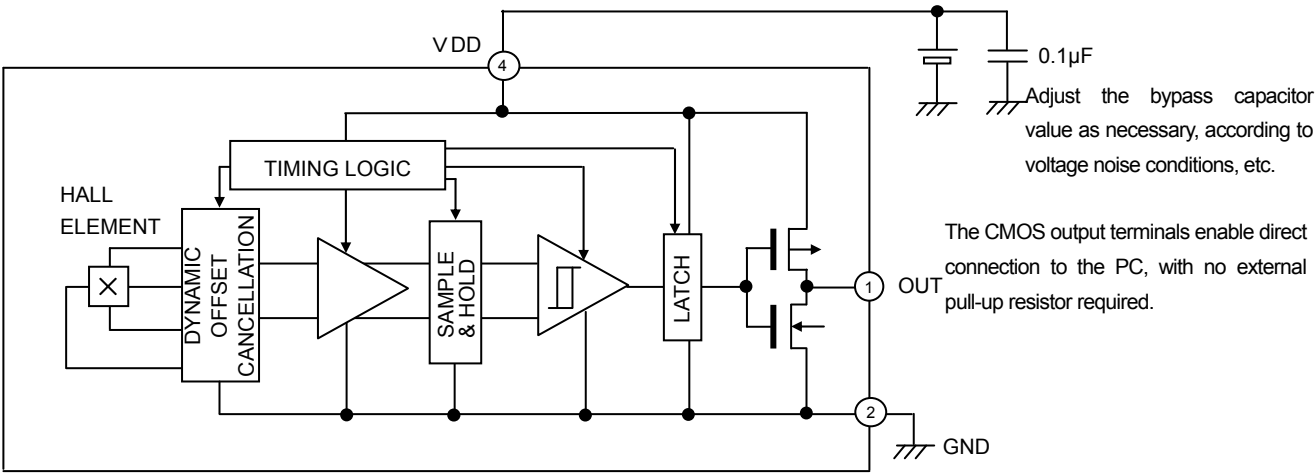 VDD
4
0.1µF
Adjust the bypass capacitor
value as necessary, according to
voltage noise conditions, etc.
TIMING LOGIC
HALL
ELEMENT
DYNAMIC
OFFSET
CANCELLATION
SAMPLE
& HOLD
LATCH
The CMOS output terminals enable direct
connection to the PC, with no external
pull-up resistor required.
1
OUT
2
GND